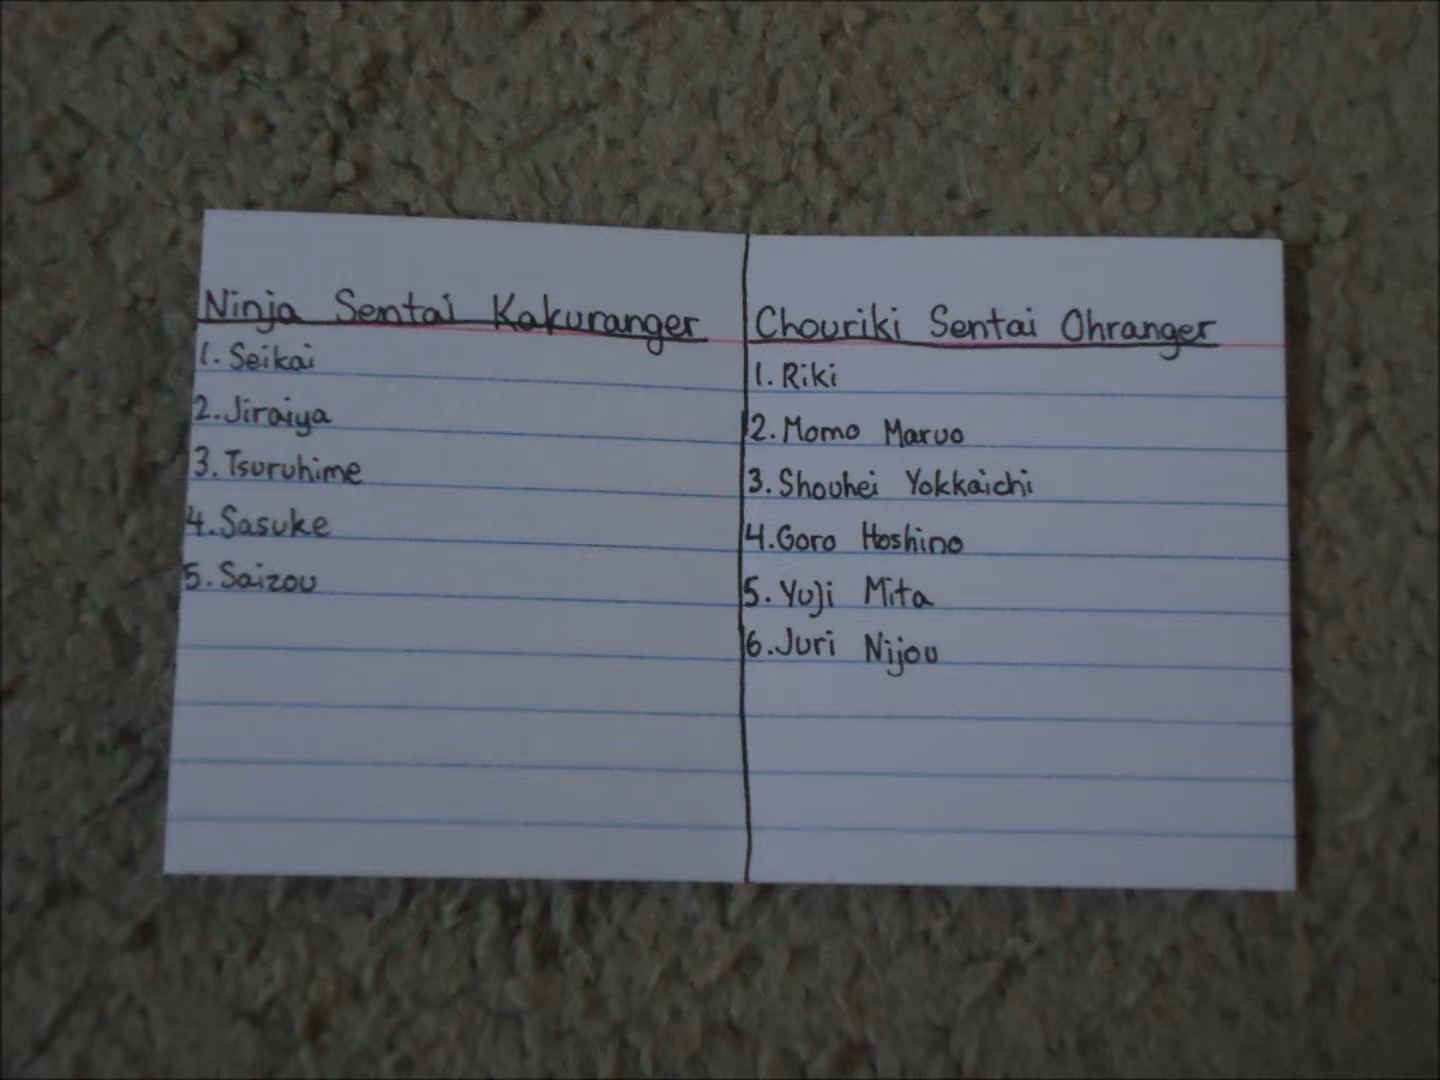 Ninja Sentai Kakuranger
1. Seikai
2. Jiraiya
3. Tsuruhime
4. Sasuke
5. Saizou
Chouriki Sentai Ohranger
1. Riki
2. Momo Maruo
3. Shouhei Yokkaichi
4. Goro Hoshino
5. Yuji Mita
6. Juri Nijou